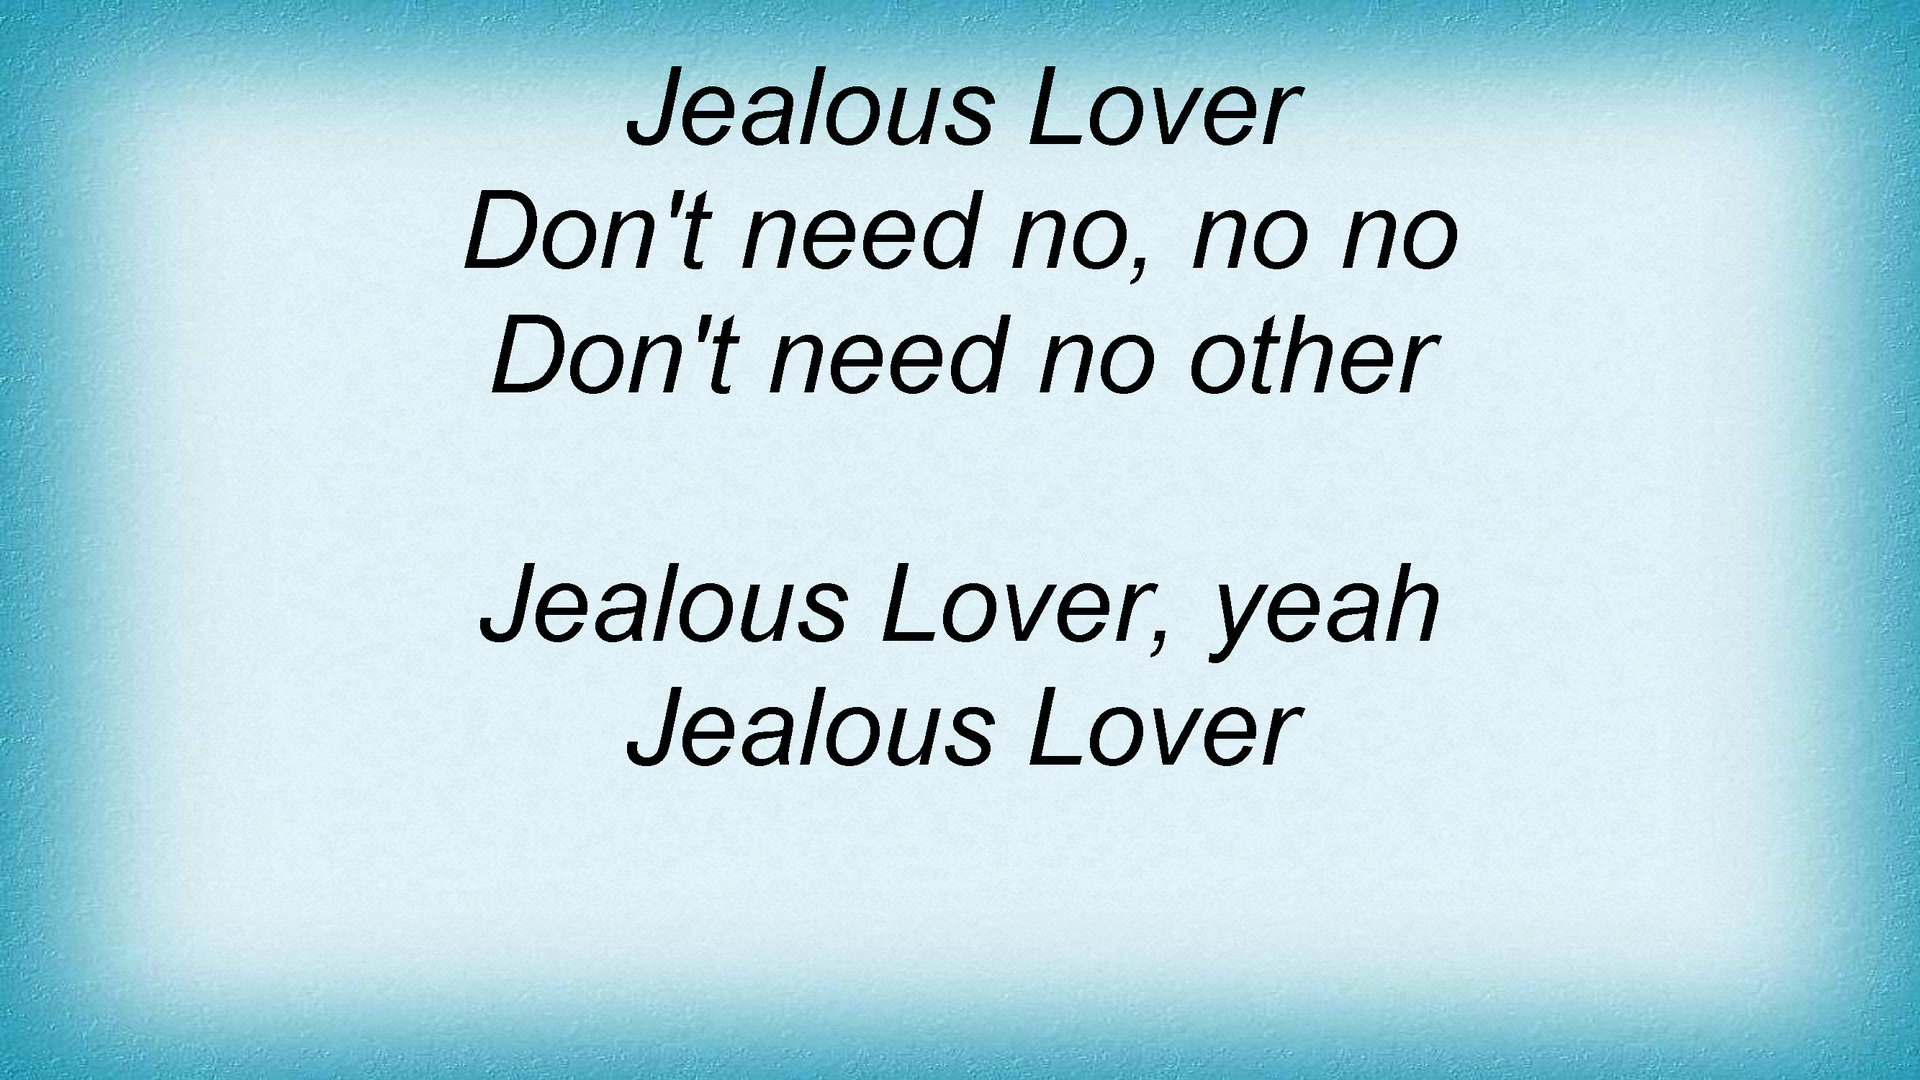 Jealous Lover
Don't need no, no no
Don't need no other
Jealous Lover, yeah
Jealous Lover